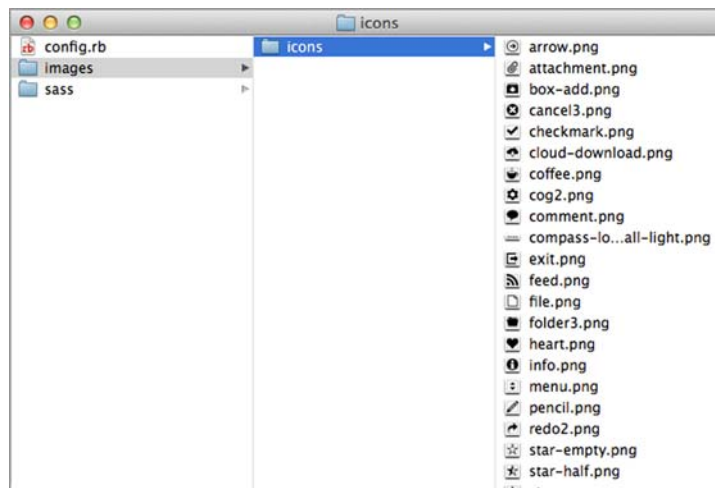 icons
config.rb
images
sass
icons
arrow.png
attachment.png
box-add.png
cancel3.png
checkmark.png
cloud-download.png
coffee.png
cog2.png
comment.png
compass-lo...all-light.png
exit.png
feed.png
file.png
folder3.png
heart.png
info.png
menu.png
pencil.png
redo2.png
star-empty.png
star-half.png